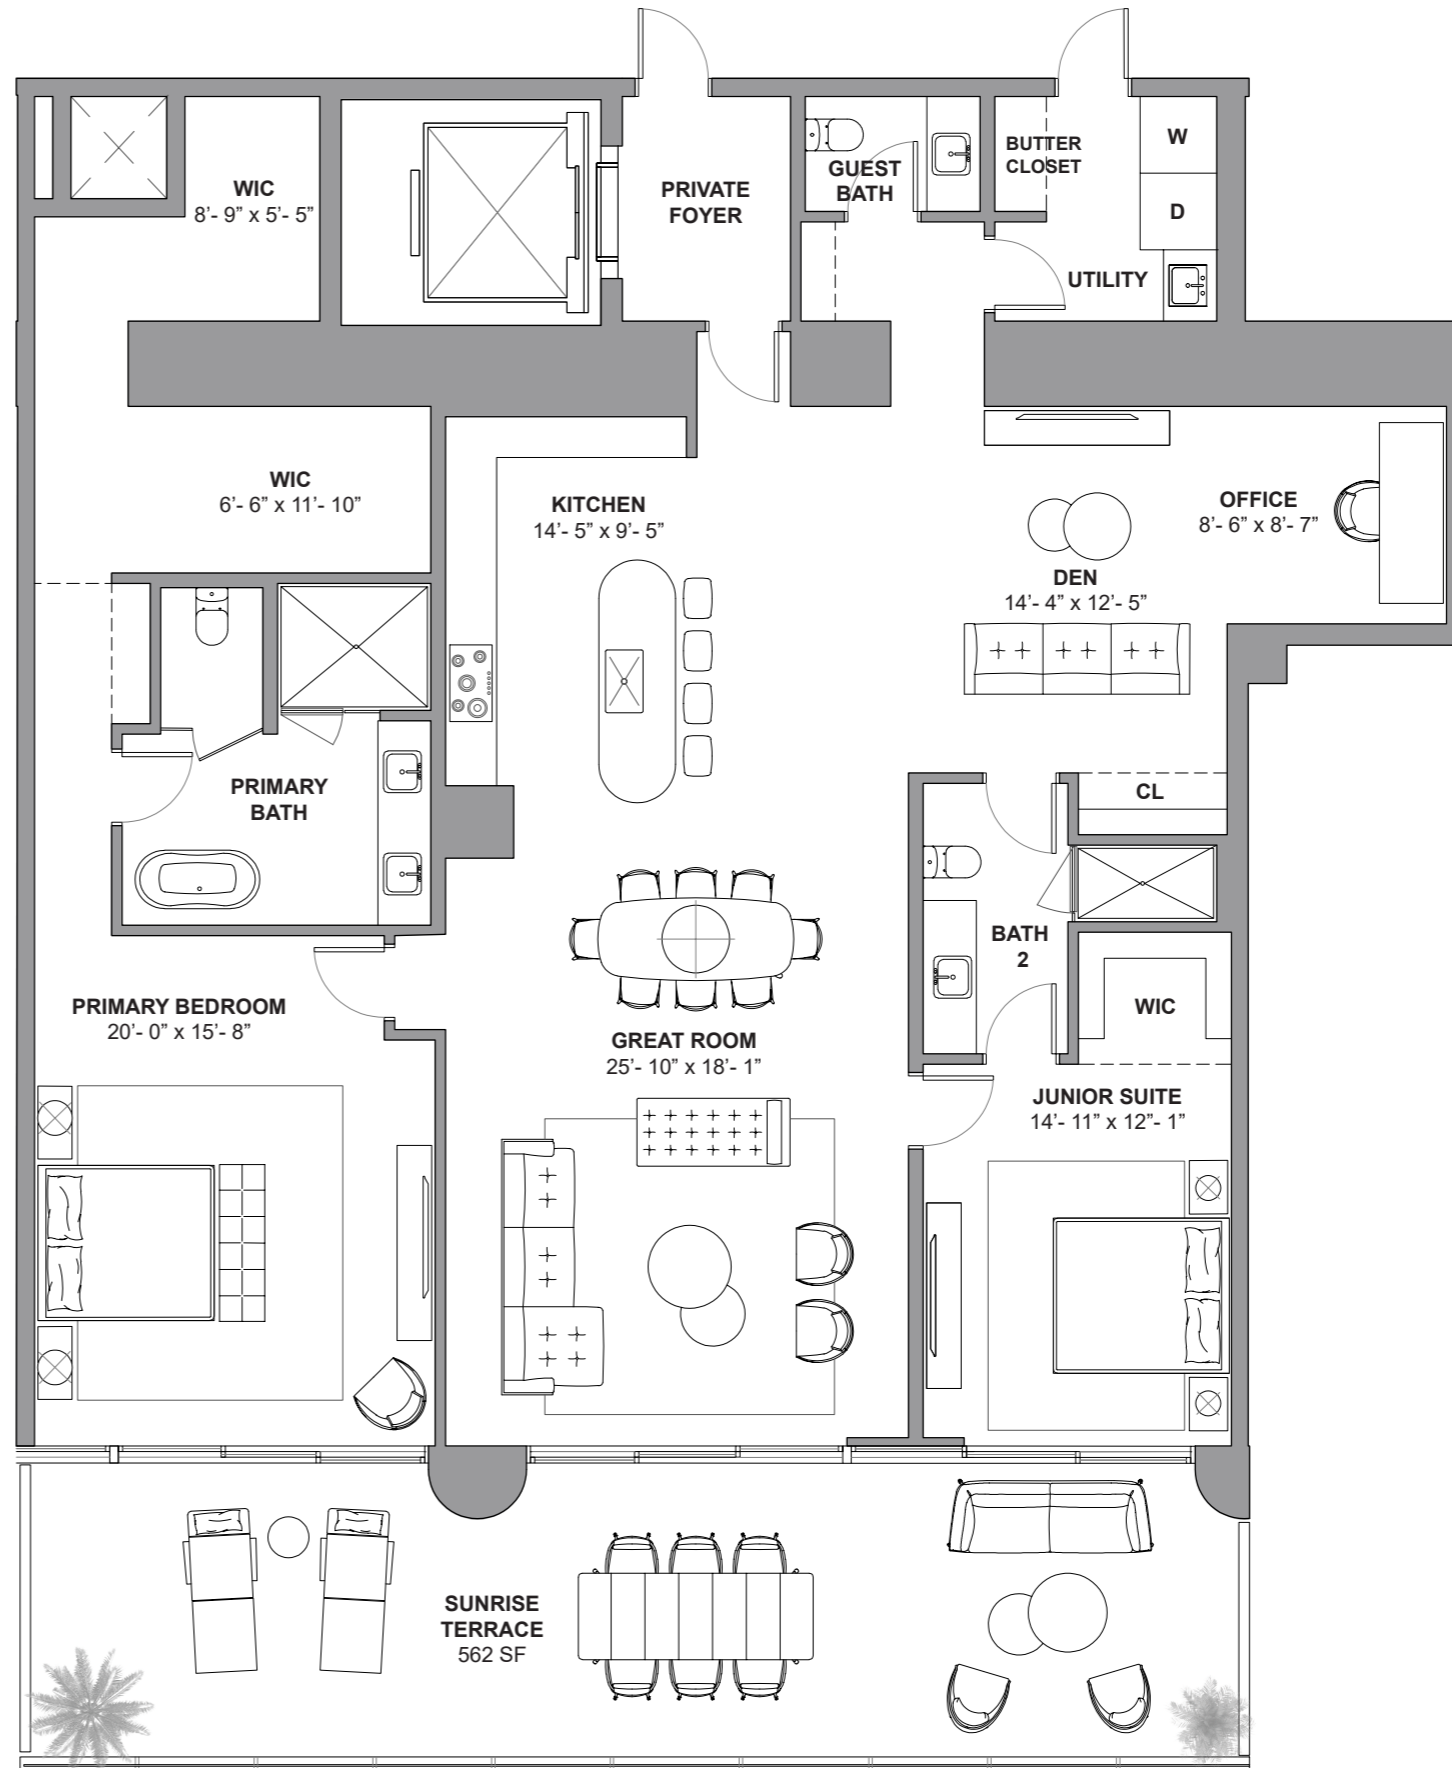 WIC
8’- 9” x 5’- 5”
PRIVATE
FOYER
GUEST
BATH
BUTTER
CLOSET
W
D
UTILITY
WIC
6’- 6” x 11’- 10”
KITCHEN
14’- 5” x 9’- 5”
OFFICE
8’- 6” x 8’- 7”
DEN
14’- 4” x 12’- 5”
PRIMARY
BATH
CL
BATH
2
WIC
PRIMARY BEDROOM
20’- 0” x 15’- 8”
GREAT ROOM
25’- 10” x 18’- 1”
JUNIOR SUITE
14’- 11” x 12”- 1”
SUNRISE
TERRACE
562 SF